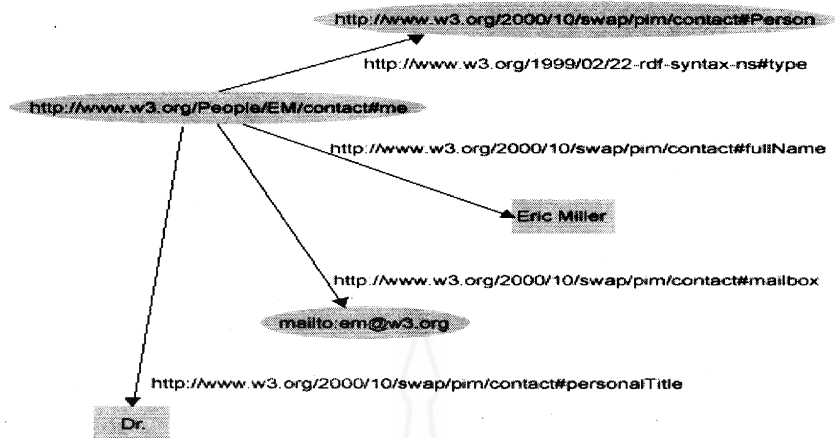 http://www.w3.org/2000/10/swap/pim/contact#Person
http://www.w3.org/1999/02/22-rdf-syntax-ns#type
http://www.w3.org/People/EM/contact#me
http://www.w3.org/2000/10/swap/pim/contact#fullName
Eric Miller
http://www.w3.org/2000/10/swap/pim/contact#mailbox
mailto:em@w3.org
http://www.w3.org/2000/10/swap/pim/contact#personalTitle
Dr.